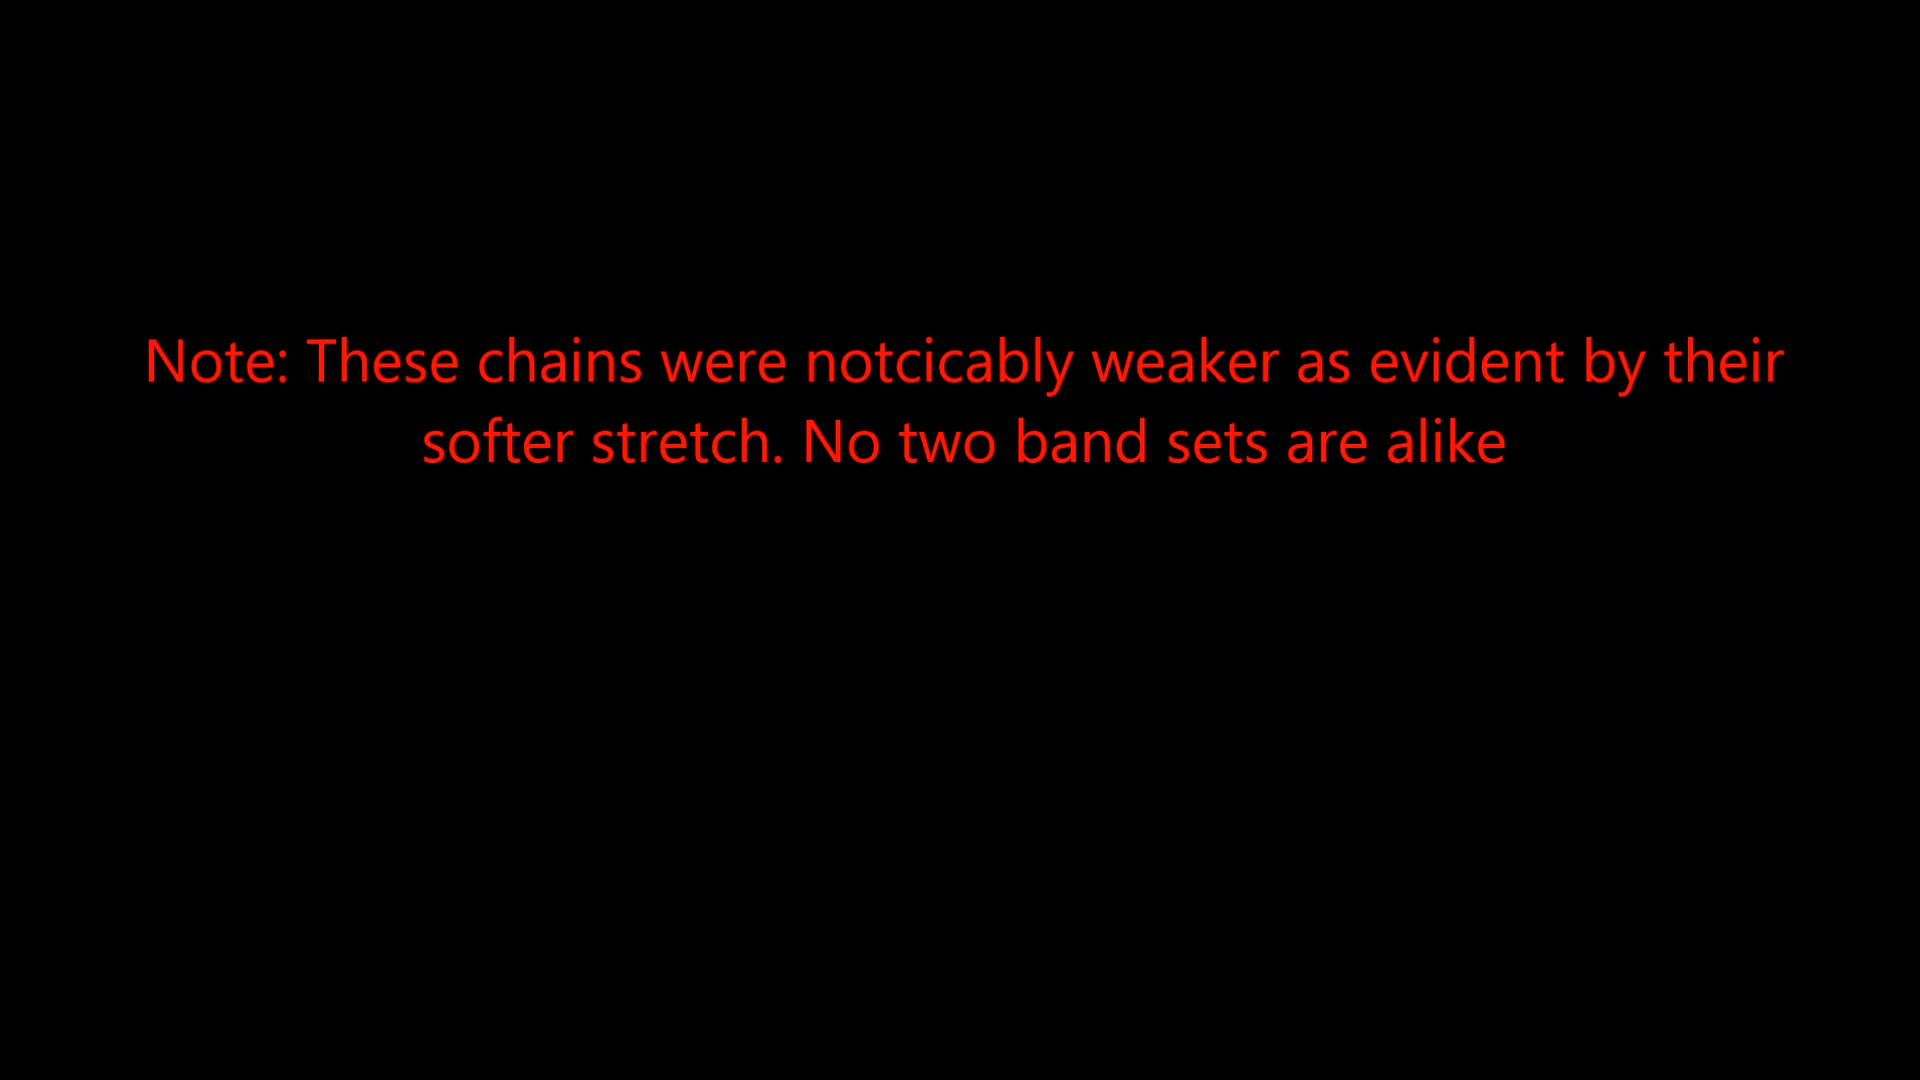 Note: These chains were notcicably weaker as evident by their
softer stretch. No two band sets are alike